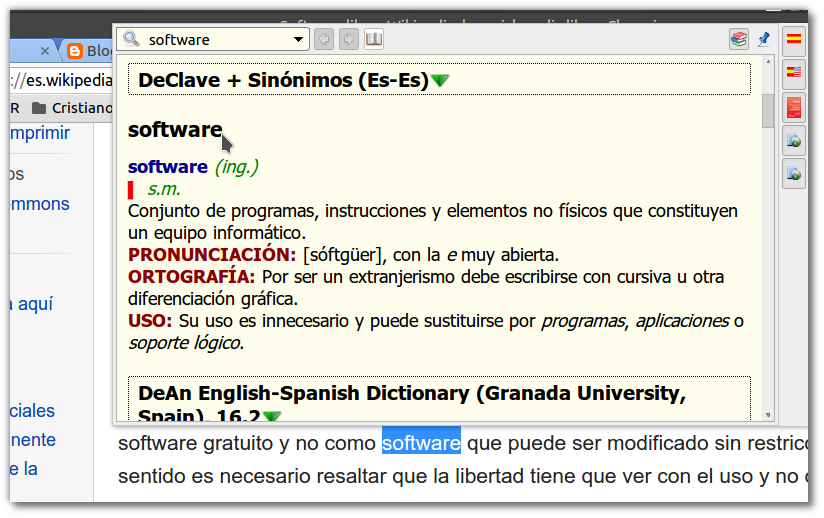 software
Blog
://es.wikipedia
R Cristiano
DeClave + Sinónimos (Es-Es)
software
software (ing.)
s.m.
Conjunto de programas, instrucciones y elementos no físicos que constituyen
un equipo informático.
PRONUNCIACIÓN: [sóftgüer], con la e muy abierta.
ORTOGRAFÍA: Por ser un extranjerismo debe escribirse con cursiva u otra
diferenciación gráfica.
USO: Su uso es innecesario y puede sustituirse por programas, aplicaciones o
soporte lógico.
DeAn English-Spanish Dictionary (Granada University,
Spain), 16.2
mprimir
os
ommons
a aquí
ciales
nente
e la
software gratuito y no como software que puede ser modificado sin restricc
sentido es necesario resaltar que la libertad tiene que ver con el uso y no